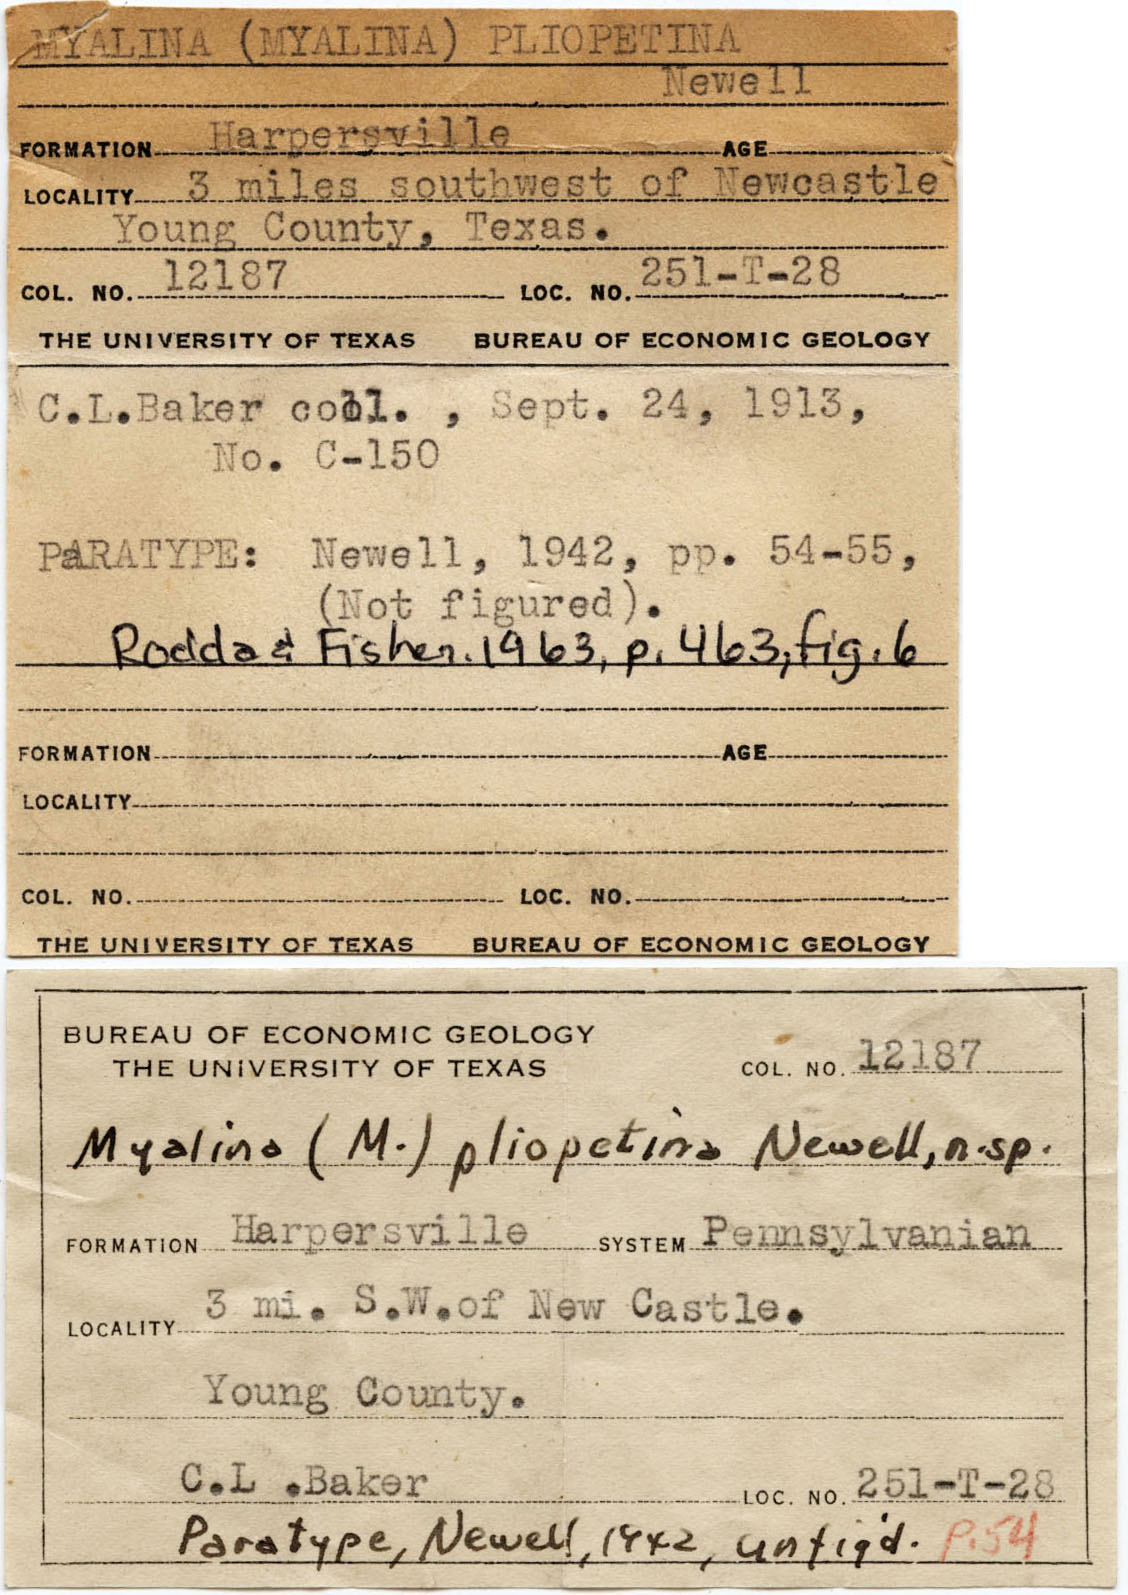 MYALINA (MYALINA) PLIOPETINA
Newell
FORMATION Harpersville AGE
LOCALITY 3 miles southwest of Newcastle
Young County, Texas.
COL. NO. 12187 LOC. NO. 251-T-28
THE UNIVERSITY OF TEXAS BUREAU OF ECONOMIC GEOLOGY
C.L.Baker coll. , Sept. 24, 1913,
No. C-150
PaRATYPE: Newell, 1942, pp. 54-55,
(Not figured).
Rodda & Fisher. 1963, p. 463, fig. 6
FORMATION AGE
LOCALITY
COL. NO. LOC. NO.
THE UNIVERSITY OF TEXAS BUREAU OF ECONOMIC GEOLOGY
BUREAU OF ECONOMIC GEOLOGY
THE UNIVERSITY OF TEXAS COL. NO. 12187
Myalina (M.) pliopetina Newell, n.sp.
FORMATION Harpersville SYSTEM Pennsylvanian
LOCALITY 3 mi. S.W.of New Castle.
Young County.
C.L .Baker LOC. NO. 251-T-28
Paratype, Newell, 1942, unfig'd. P.54